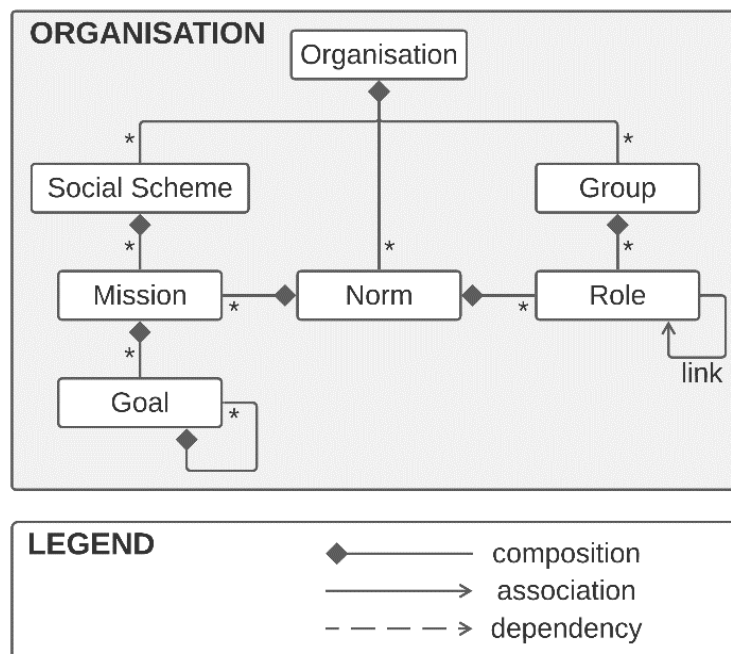 ORGANISATION
Organisation
*
*
Social Scheme
Group
*
*
*
Mission
Norm
Role
*
*
*
link
Goal
*
LEGEND
composition
association
dependency